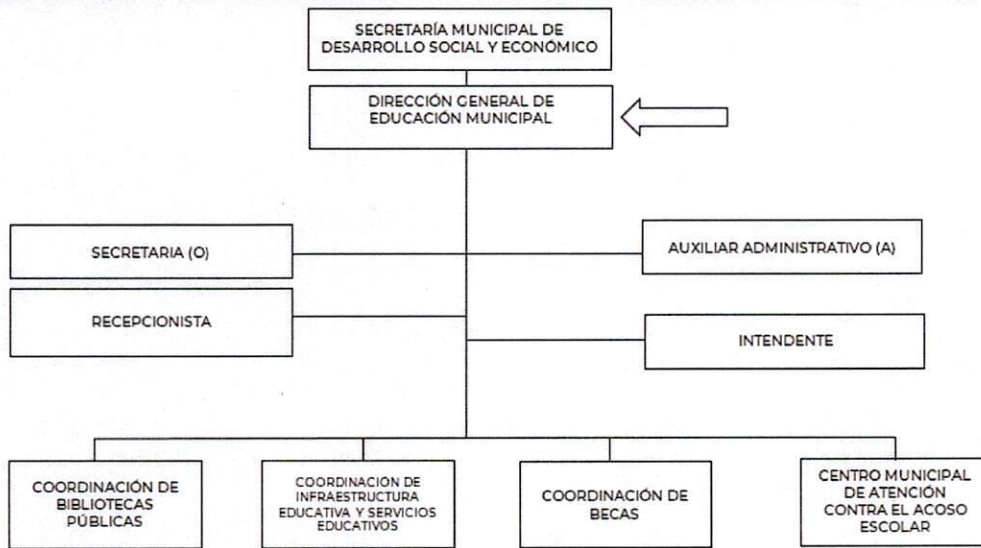 SECRETARÍA MUNICIPAL DE
DESARROLLO SOCIAL Y ECONÓMICO
DIRECCIÓN GENERAL DE
EDUCACIÓN MUNICIPAL
SECRETARIA (O)
AUXILIAR ADMINISTRATIVO (A)
RECEPCIONISTA
INTENDENTE
COORDINACIÓN DE
BIBLIOTECAS
PÚBLICAS
COORDINACIÓN DE
INFRAESTRUCTURA
EDUCATIVA Y SERVICIOS
EDUCATIVOS
COORDINACIÓN DE
BECAS
CENTRO MUNICIPAL
DE ATENCIÓN
CONTRA EL ACOSO
ESCOLAR